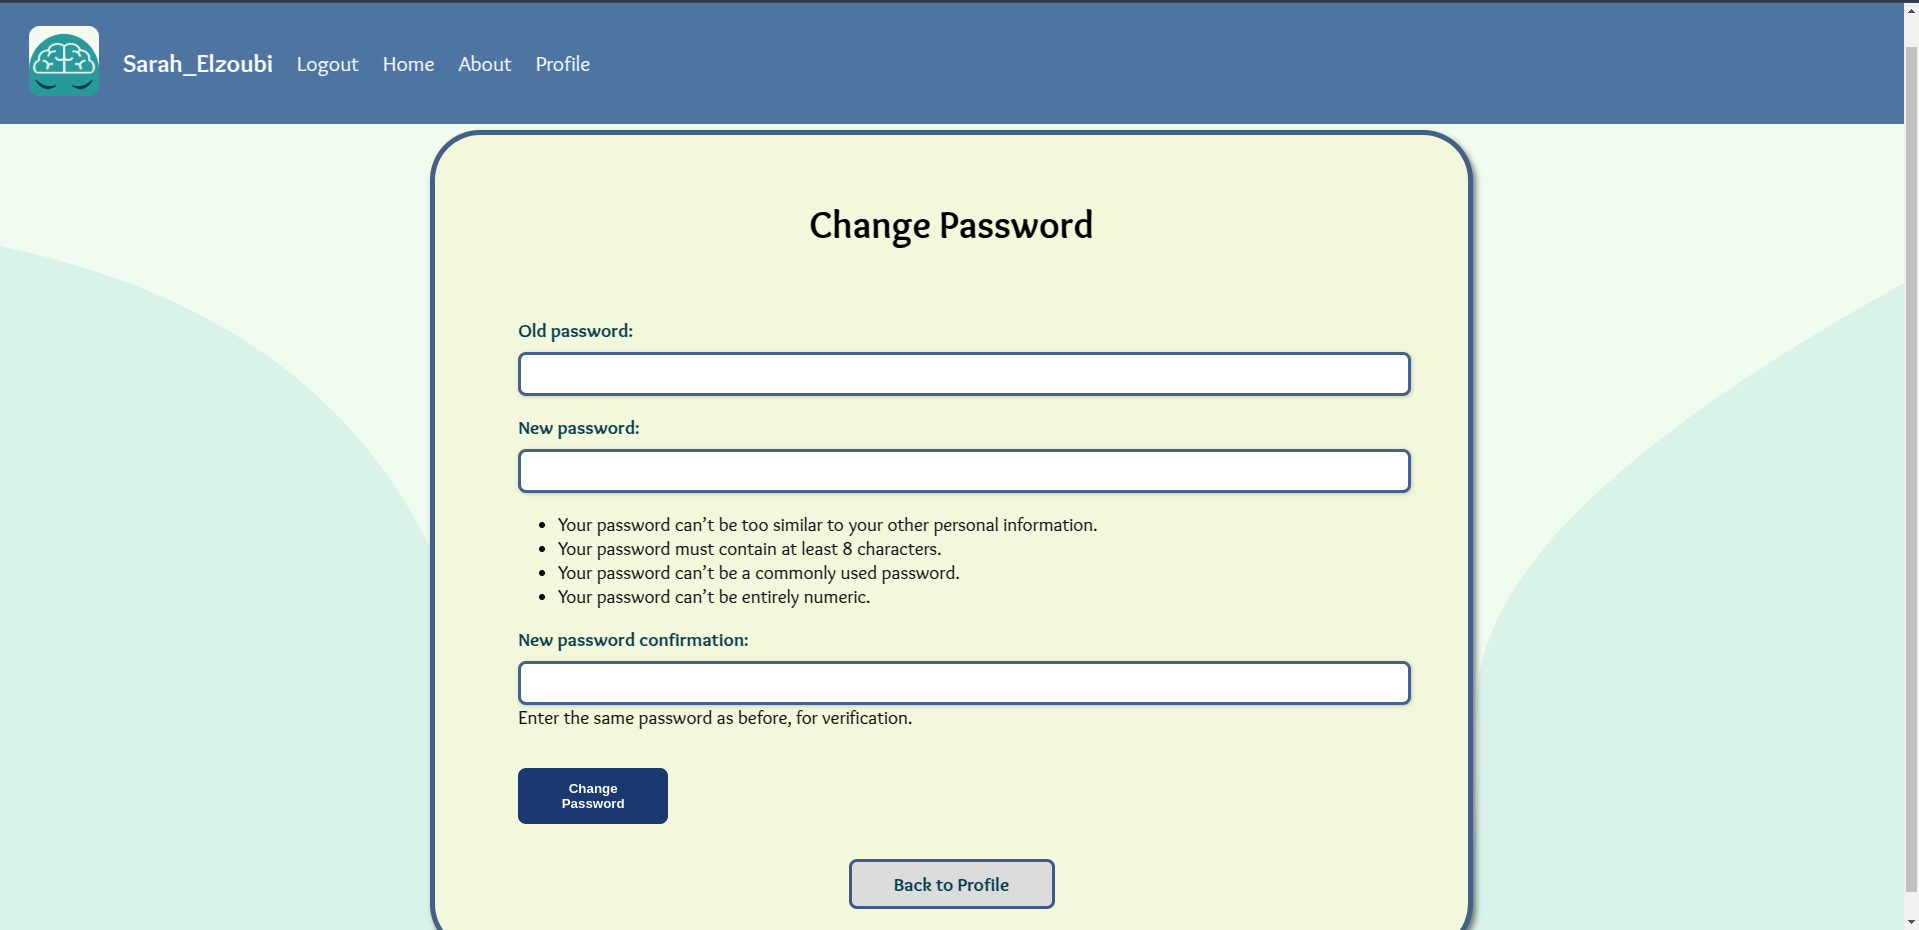 Sarah_Elzoubi Logout Home About Profile
Change Password
Old password:
New password:
Your password can’t be too similar to your other personal information.
Your password must contain at least 8 characters.
Your password can’t be a commonly used password.
Your password can’t be entirely numeric.
New password confirmation:
Enter the same password as before, for verification.
Change
Password
Back to Profile